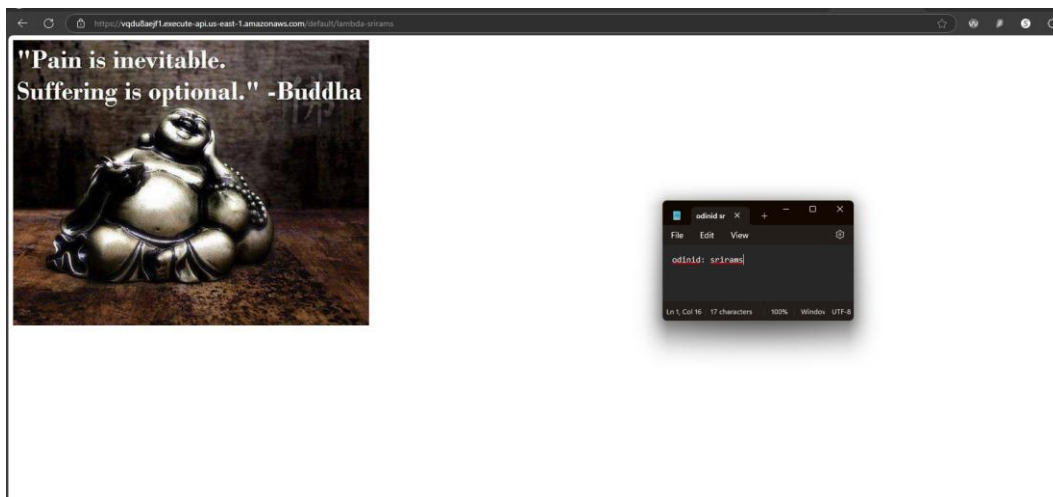 https://vqdu8aejf1.execute-api.us-east-1.amazonaws.com/default/lambda-srirams
"Pain is inevitable.
Suffering is optional." -Buddha
odinid sr
File Edit View
odinid: srirams
Ln 1, Col 16 17 characters 100% Window UTF-8